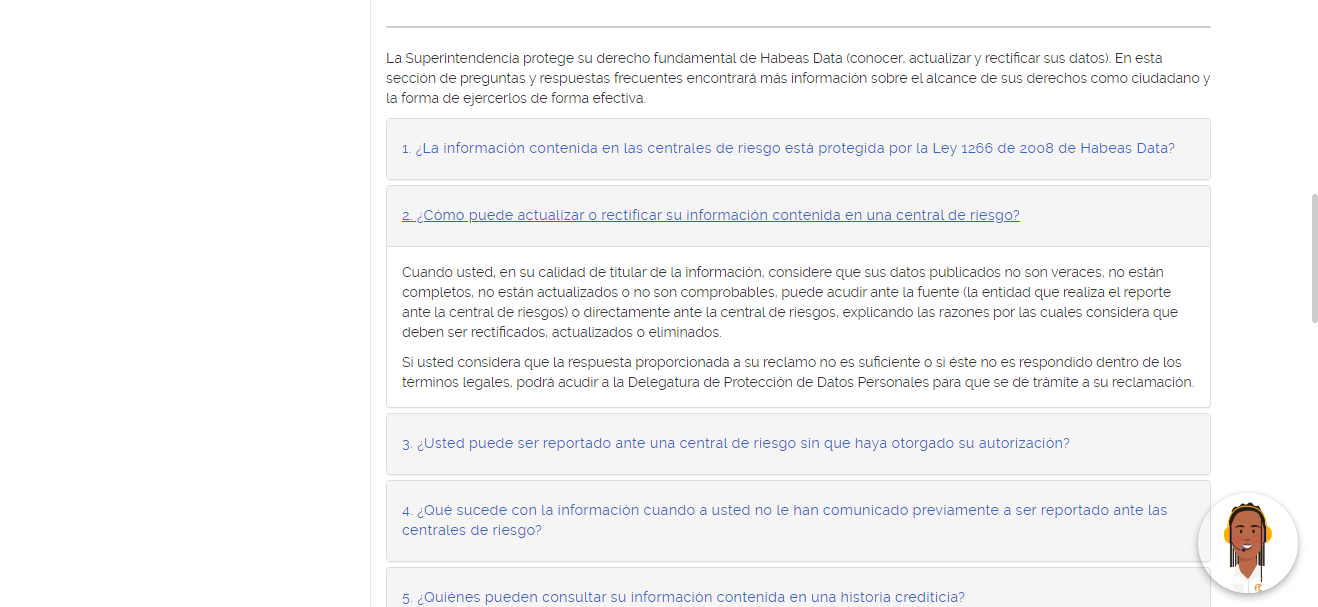 La Superintendencia protege su derecho fundamental de Habeas Data (conocer, actualizar y rectificar sus datos). En esta
sección de preguntas y respuestas frecuentes encontrará más información sobre el alcance de sus derechos como ciudadano y
la forma de ejercerlos de forma efectiva.
1. ¿La información contenida en las centrales de riesgo está protegida por la Ley 1266 de 2008 de Habeas Data?
2. ¿Cómo puede actualizar o rectificar su información contenida en una central de riesgo?
Cuando usted, en su calidad de titular de la información, considere que sus datos publicados no son veraces, no están
completos, no están actualizados o no son comprobables, puede acudir ante la fuente (la entidad que realiza el reporte
ante la central de riesgos) o directamente ante la central de riesgos, explicando las razones por las cuales considera que
deben ser rectificados, actualizados o eliminados.
Si usted considera que la respuesta proporcionada a su reclamo no es suficiente o si éste no es respondido dentro de los
términos legales, podrá acudir a la Delegatura de Protección de Datos Personales para que se dé trámite a su reclamación.
3. ¿Usted puede ser reportado ante una central de riesgo sin que haya otorgado su autorización?
4. ¿Qué sucede con la información cuando a usted no le han comunicado previamente a ser reportado ante las
centrales de riesgo?
5. ¿Quiénes pueden consultar su información contenida en una historia crediticia?